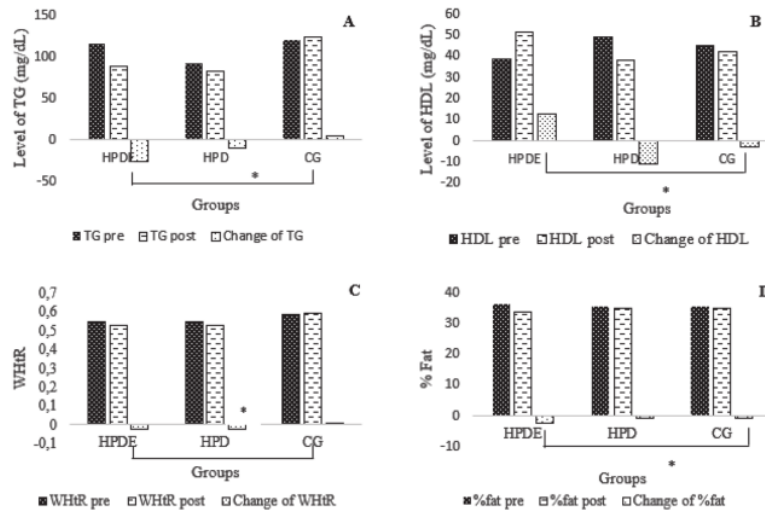 A
Level of TG (mg/dL)
150
100
50
0
-50
HPDE HPD CG
*
Groups
TG pre TG post Change of TG
B
Level of HDL (mg/dL)
60
50
40
30
20
10
0
-10
-20
HPDE HPD CG
*
Groups
HDL pre HDL post Change of HDL
C
WHtR
0,7
0,6
0,5
0,4
0,3
0,2
0,1
0
-0,1
*
HPDE HPD CG
Groups
WHtR pre WHtR post Change of WHtR
% Fat
40
30
20
10
0
-10
HPDE HPD CG
*
Groups
%fat pre %fat post Change of %fat